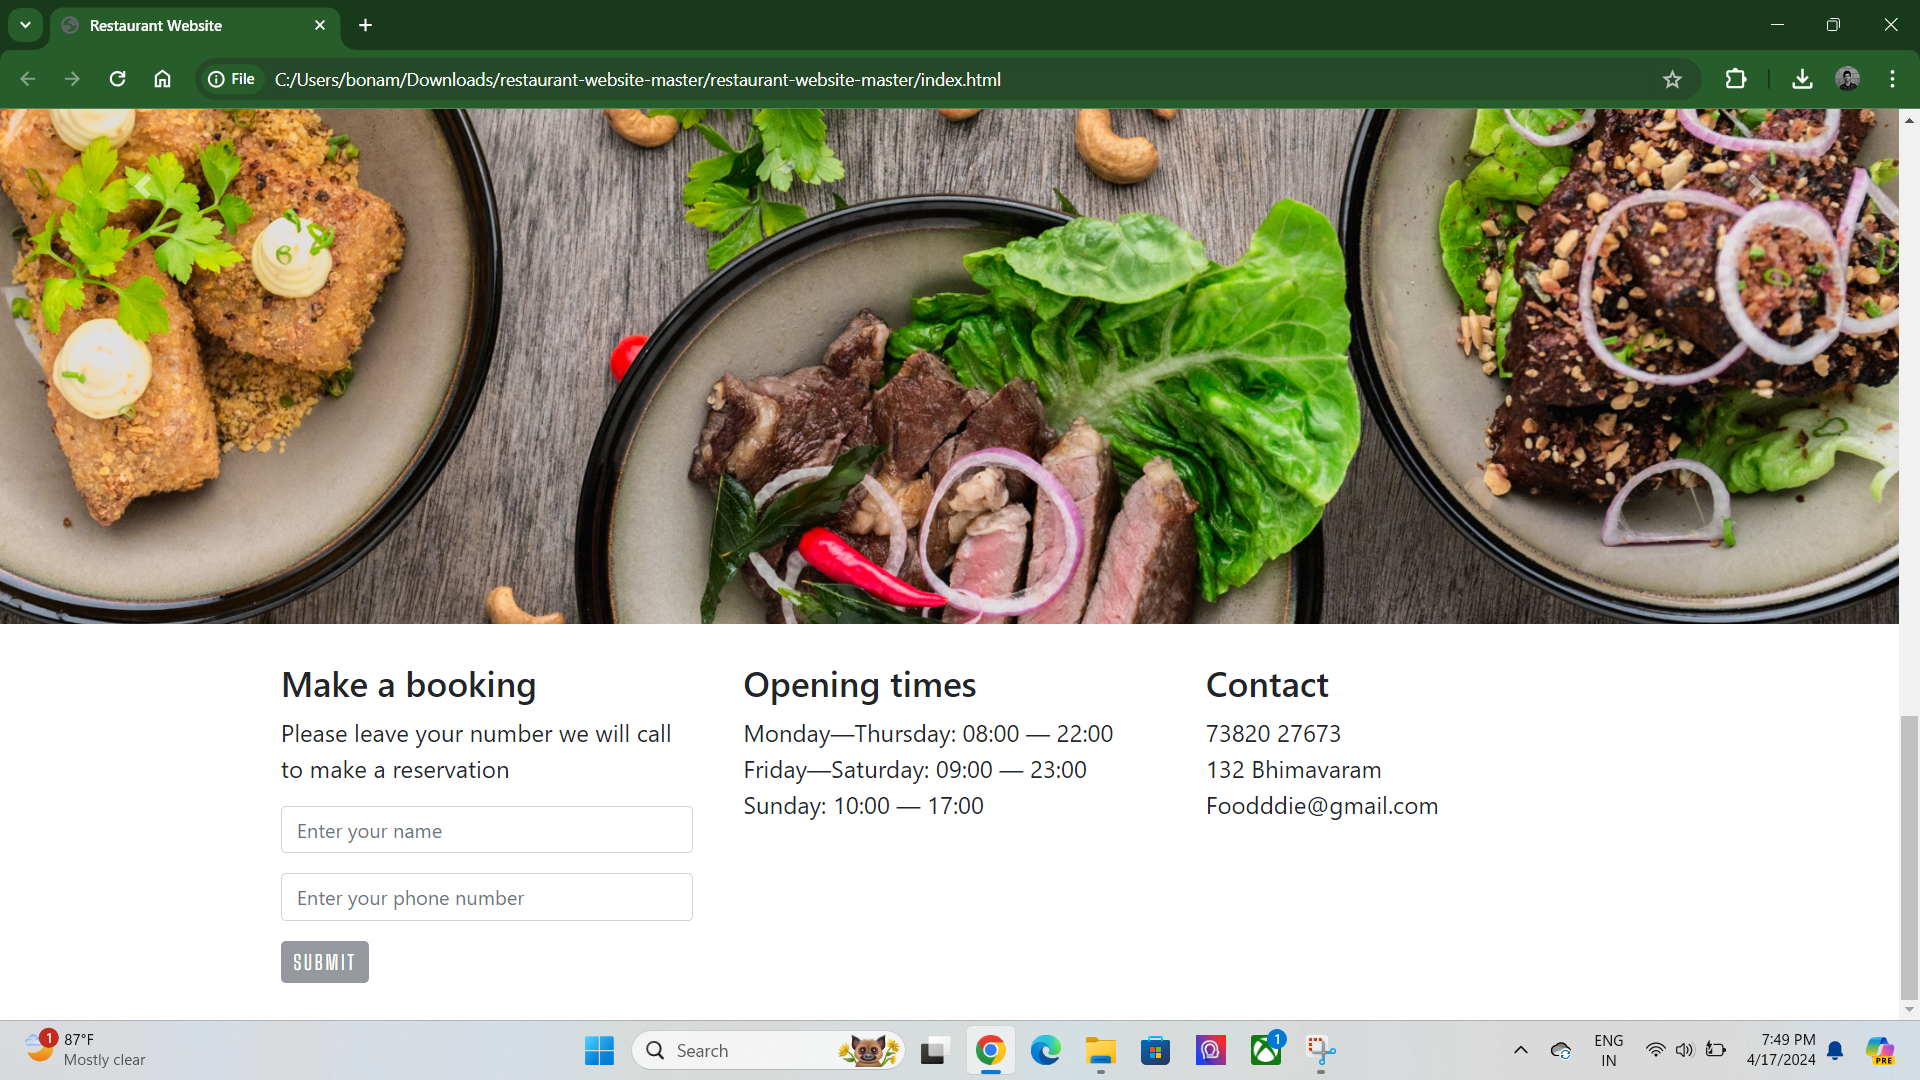 Restaurant Website
File
C:/Users/bonam/Downloads/restaurant-website-master/restaurant-website-master/index.html
Make a booking
Please leave your number we will call
to make a reservation
Enter your name
Enter your phone number
SUBMIT
Opening times
Monday—Thursday: 08:00 — 22:00
Friday—Saturday: 09:00 — 23:00
Sunday: 10:00 — 17:00
Contact
73820 27673
132 Bhimavaram
Foodddie@gmail.com
1
87°F
Mostly clear
Search
1
ENG
IN
7:49 PM
4/17/2024
PRE